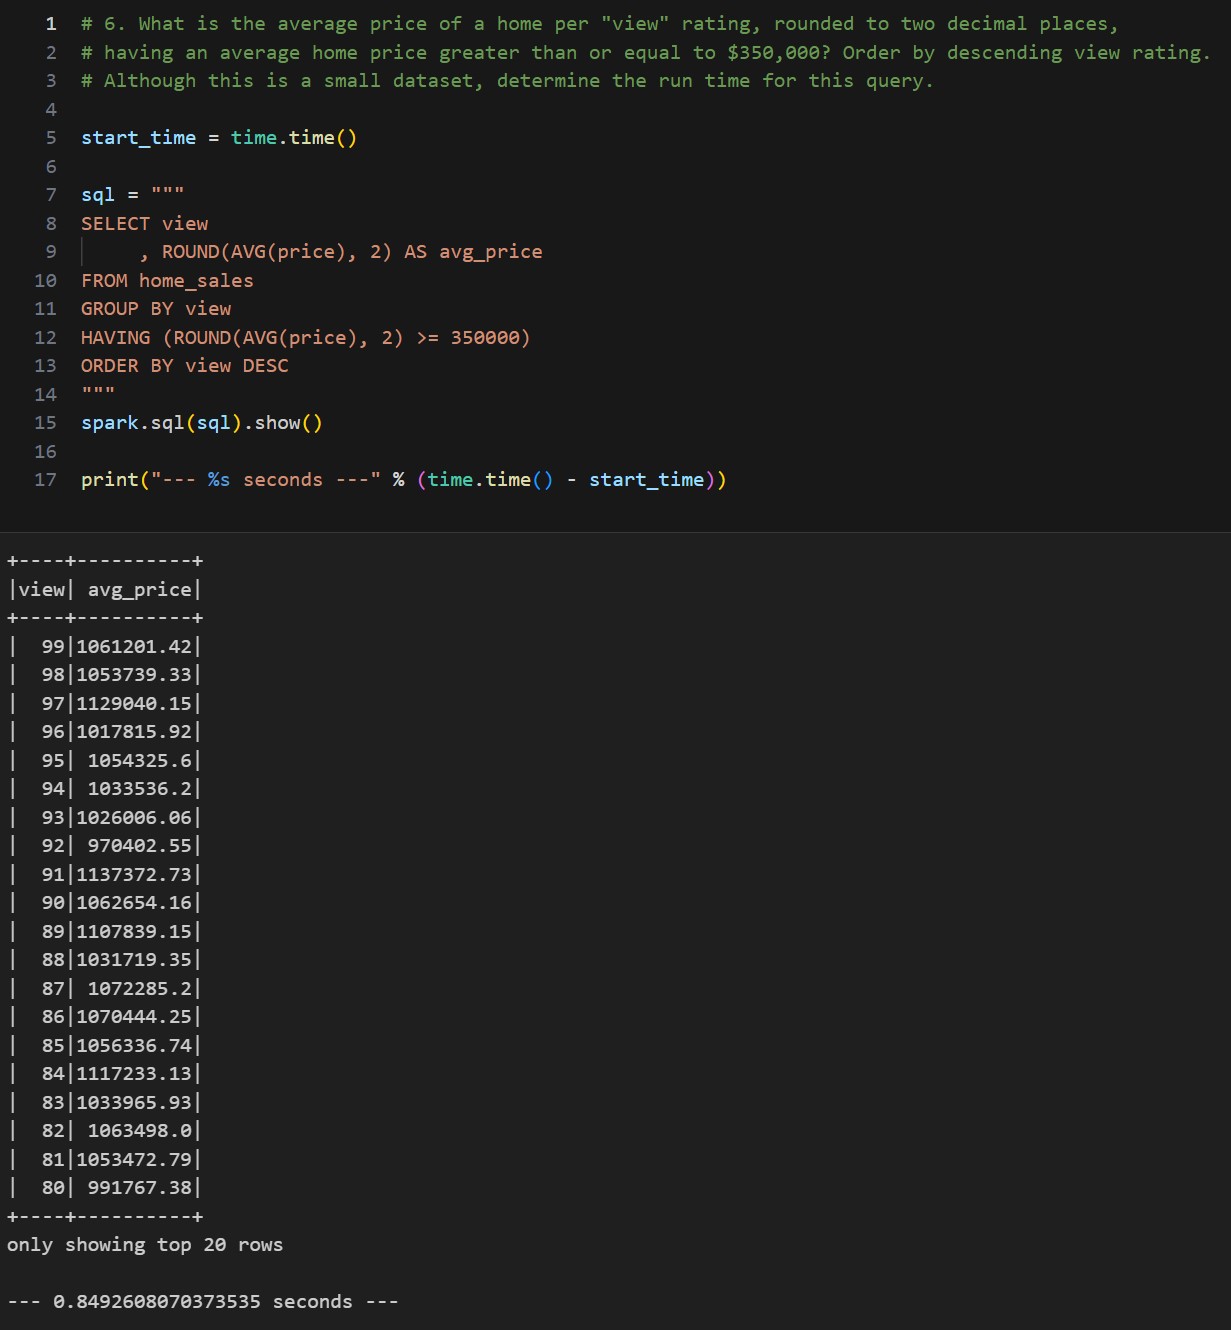 1 # 6. What is the average price of a home per "view" rating, rounded to two decimal places,
2 # having an average home price greater than or equal to $350,000? Order by descending view rating.
3 # Although this is a small dataset, determine the run time for this query.
4
5 start_time = time.time()
6
7 sql = """
8 SELECT view
9      , ROUND(AVG(price), 2) AS avg_price
10 FROM home_sales
11 GROUP BY view
12 HAVING (ROUND(AVG(price), 2) >= 350000)
13 ORDER BY view DESC
14 """
15 spark.sql(sql).show()
16
17 print("--- %s seconds ---" % (time.time() - start_time))
+----+----------+
|view| avg_price|
+----+----------+
|  99|1061201.42|
|  98|1053739.33|
|  97|1129040.15|
|  96|1017815.92|
|  95| 1054325.6|
|  94| 1033536.2|
|  93|1026006.06|
|  92| 970402.55|
|  91|1137372.73|
|  90|1062654.16|
|  89|1107839.15|
|  88|1031719.35|
|  87| 1072285.2|
|  86|1070444.25|
|  85|1056336.74|
|  84|1117233.13|
|  83|1033965.93|
|  82| 1063498.0|
|  81|1053472.79|
|  80| 991767.38|
+----+----------+
only showing top 20 rows
--- 0.8492608070373535 seconds ---